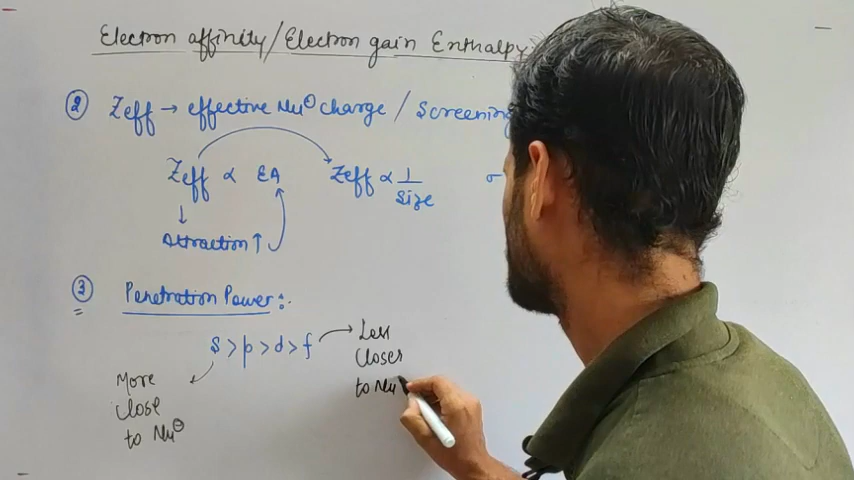 Electron affinity/Electron gain Enthalpy
② Zeff → effective Nu⊖ charge / Screening
Zeff ∝ EA
Zeff ∝ 1/Size
σ
↓
Attraction ↑
③ Penetration Power :-
S > p > d > f
More
close
to Nu⊖
Less
Closer
to Nu